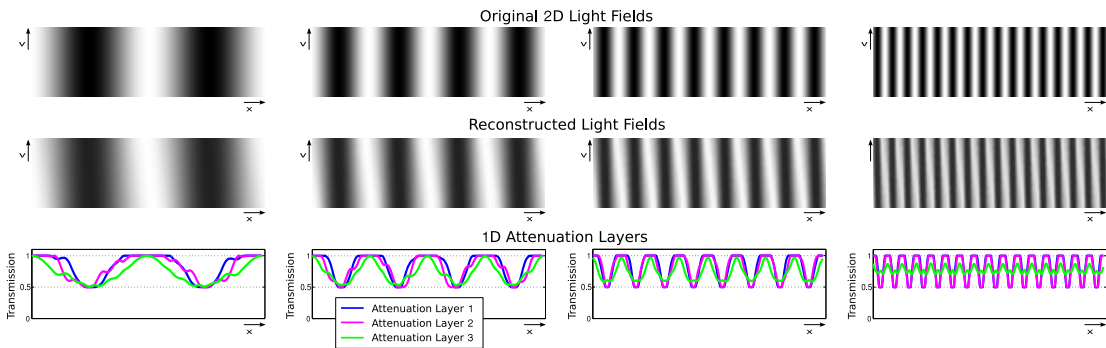 Original 2D Light Fields
v
x
v
x
v
x
v
x
Reconstructed Light Fields
v
x
v
x
v
x
v
x
1D Attenuation Layers
Transmission
1
0.5
0
x
Transmission
1
0.5
0
x
Transmission
1
0.5
0
x
Transmission
1
0.5
0
x
Attenuation Layer 1
Attenuation Layer 2
Attenuation Layer 3